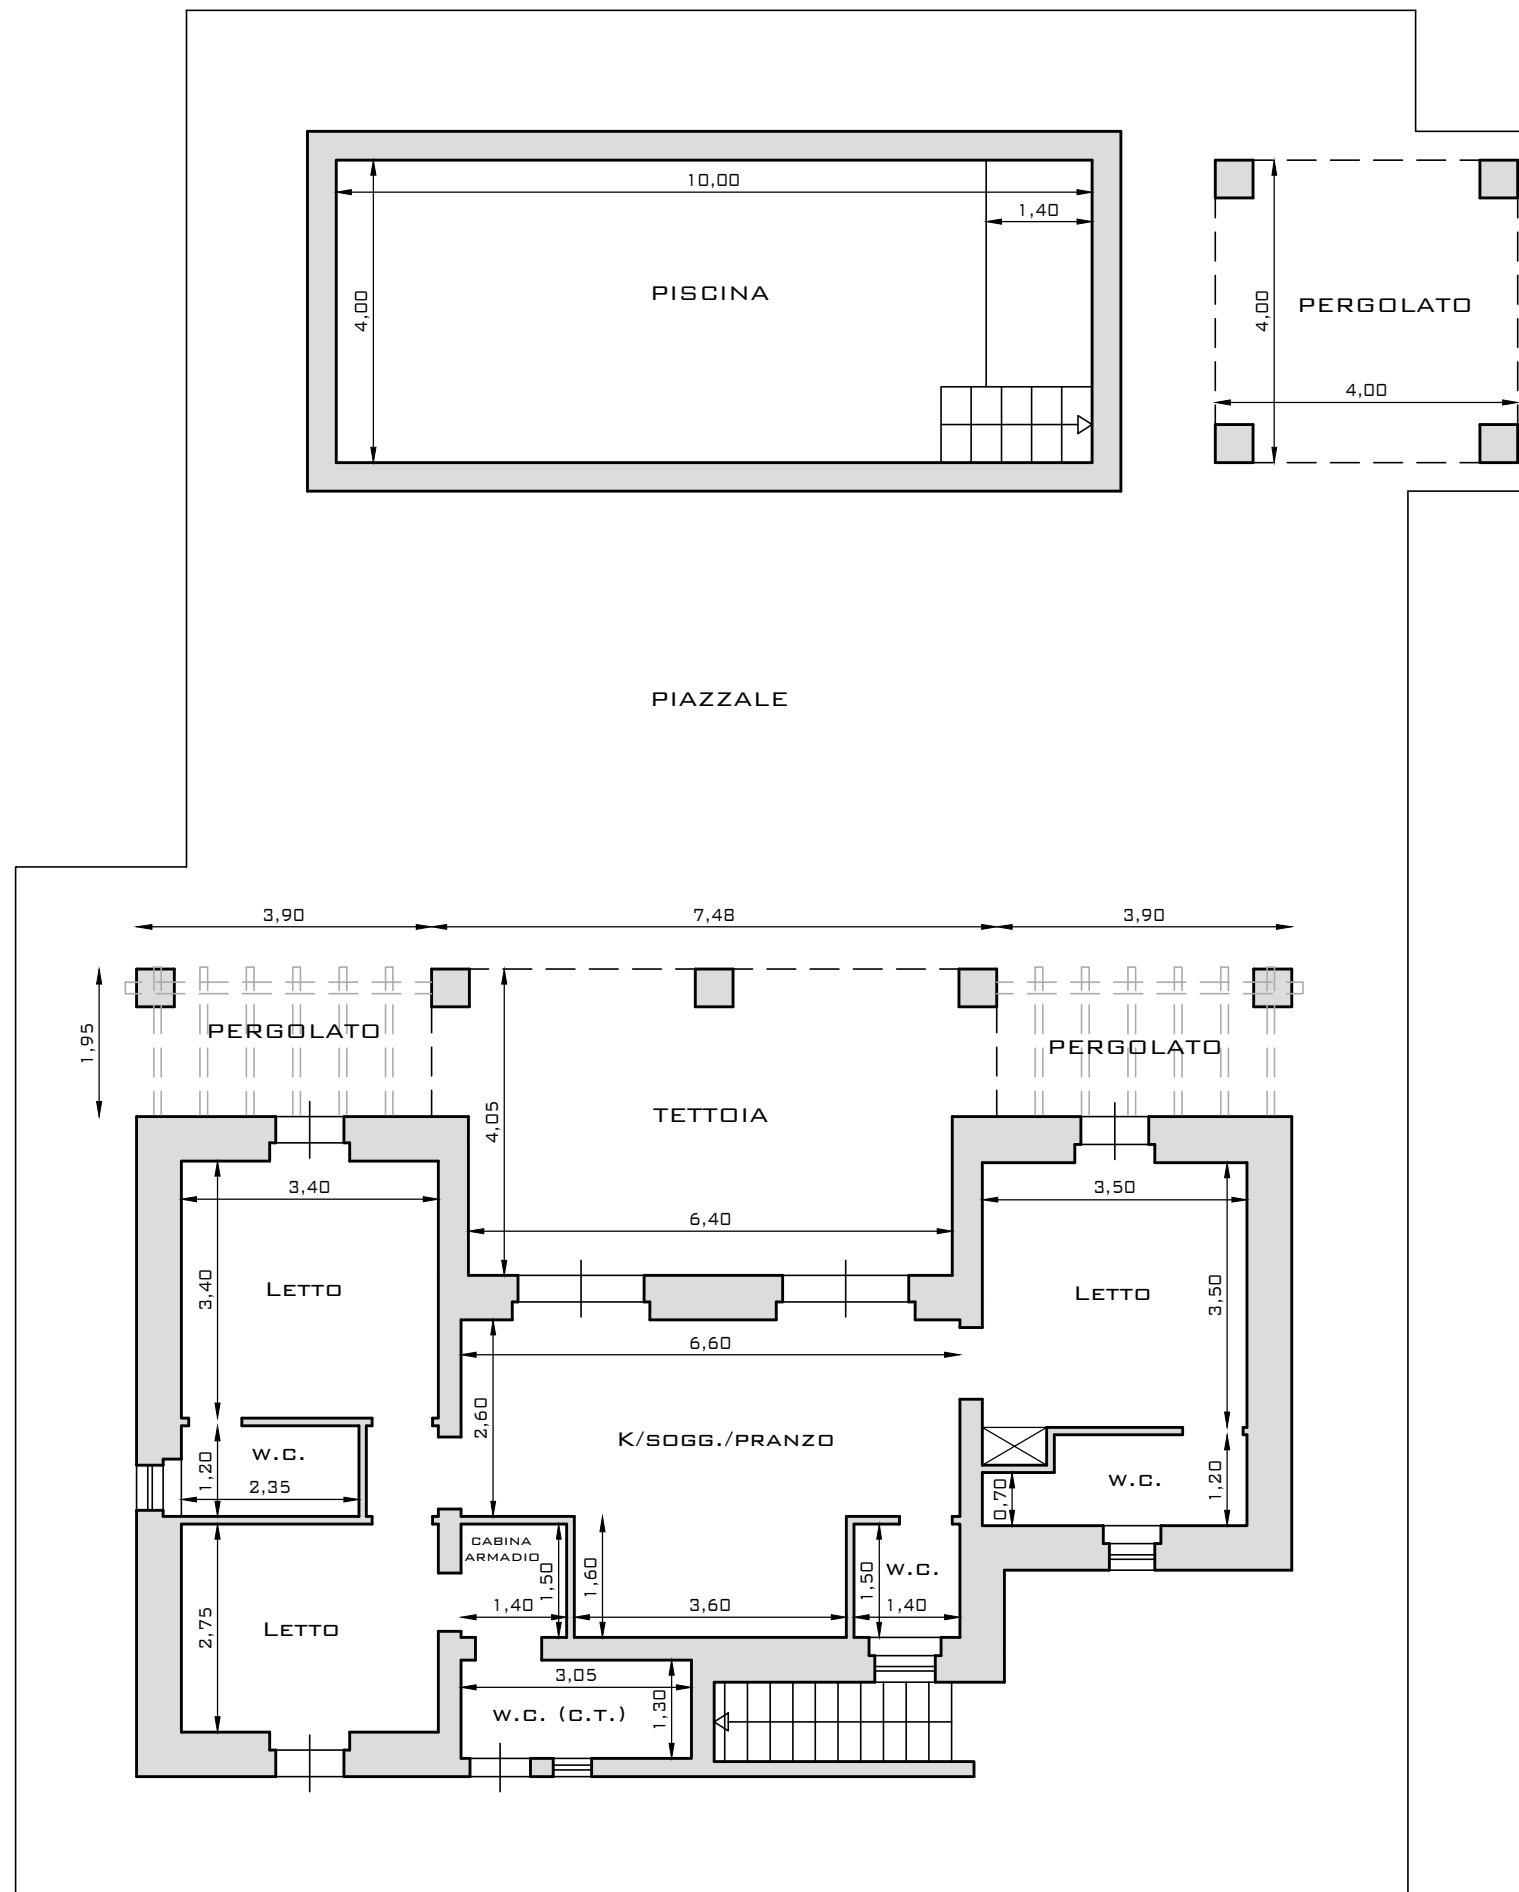 10,00
1,40
PISCINA
4,00
4,00
PERGOLATO
4,00
PIAZZALE
3,90
7,48
3,90
1,95
PERGOLATO
PERGOLATO
4,05
TETTOIA
3,40
3,50
6,40
3,40
LETTO
LETTO
3,50
6,60
2,60
K/SOGG./PRANZO
W.C.
1,20
2,35
W.C.
1,20
0,70
CABINA
ARMADIO
1,50
1,60
1,50
W.C.
1,40
3,60
1,40
2,75
LETTO
3,05
W.C. (C.T.)
1,30